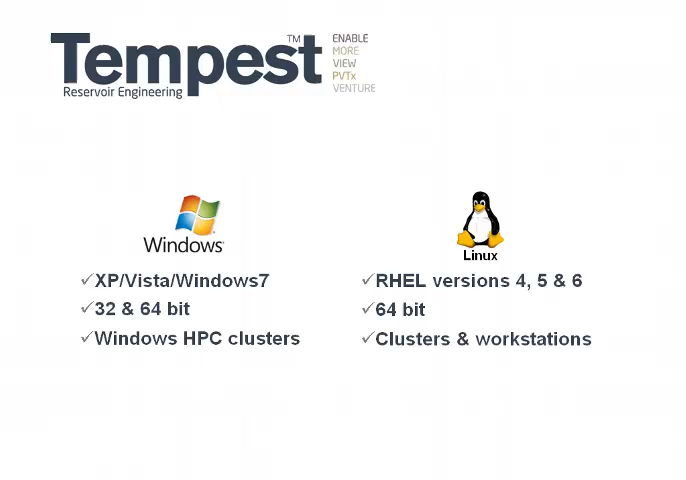 Tempest™
Reservoir Engineering
ENABLE
MORE
VIEW
PVTx
VENTURE
Windows
XP/Vista/Windows7
32 & 64 bit
Windows HPC clusters
Linux
RHEL versions 4, 5 & 6
64 bit
Clusters & workstations